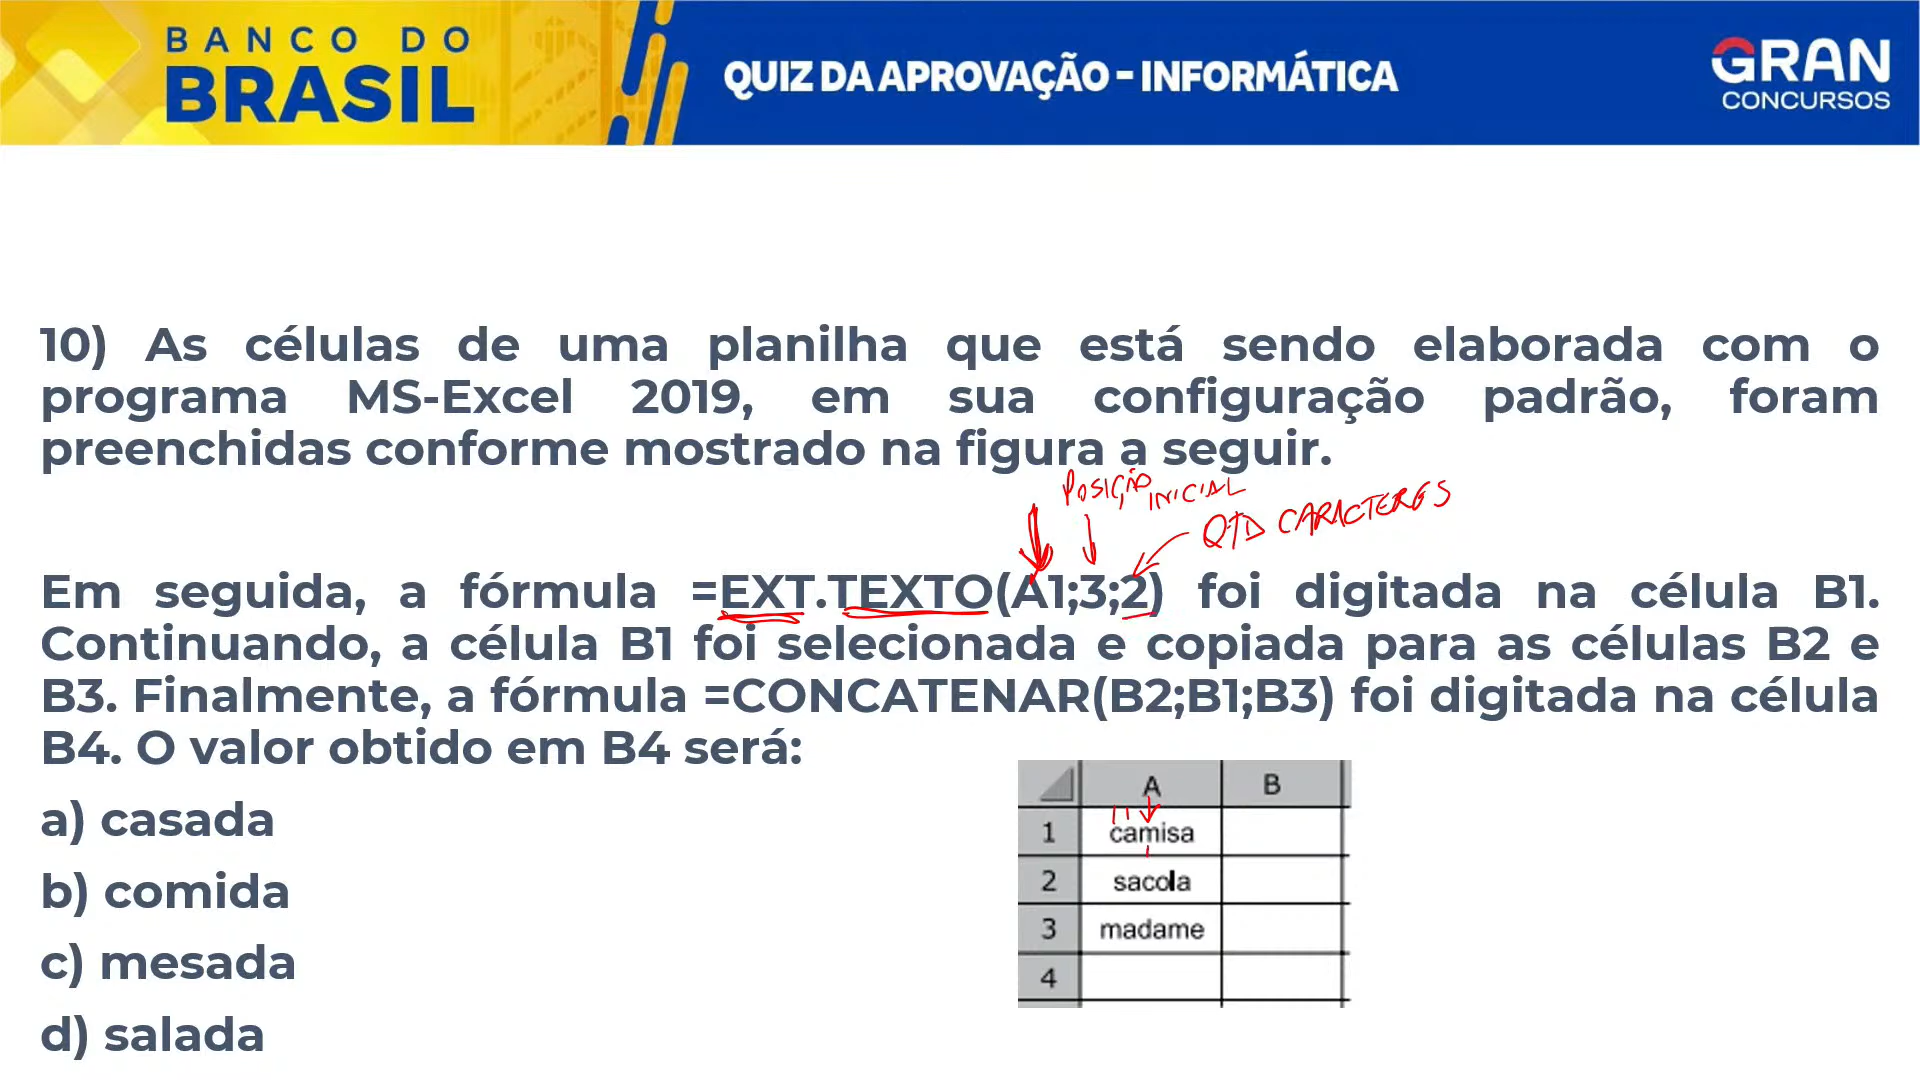 BANCO DO
BRASIL
QUIZ DA APROVAÇÃO - INFORMÁTICA
GRAN
CONCURSOS
10) As células de uma planilha que está sendo elaborada com o
programa MS-Excel 2019, em sua configuração padrão, foram
preenchidas conforme mostrado na figura a seguir.
POSIÇÃO INICIAL
QTD CARACTERES
Em seguida, a fórmula =EXT.TEXTO(A1;3;2) foi digitada na célula B1.
Continuando, a célula B1 foi selecionada e copiada para as células B2 e
B3. Finalmente, a fórmula =CONCATENAR(B2;B1;B3) foi digitada na célula
B4. O valor obtido em B4 será:
a) casada
b) comida
c) mesada
d) salada
A B
1 camisa
2 sacola
3 madame
4